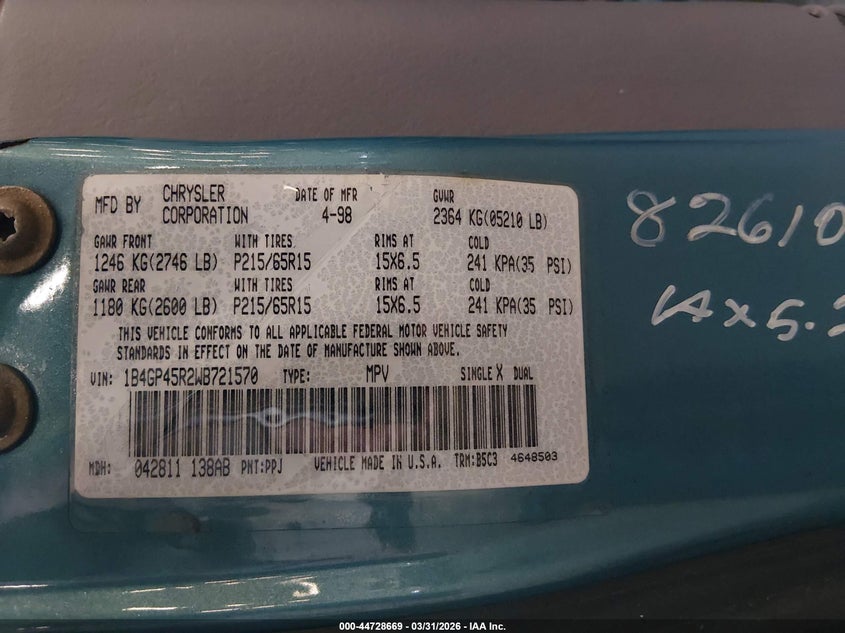 MFD BY CHRYSLER CORPORATION DATE OF MFR 4-98 GVWR 2364 KG(05210 LB)
GAWR FRONT WITH TIRES RIMS AT COLD
1246 KG(2746 LB) P215/65R15 15X6.5 241 KPA(35 PSI)
GAWR REAR WITH TIRES RIMS AT COLD
1180 KG(2600 LB) P215/65R15 15X6.5 241 KPA(35 PSI)
THIS VEHICLE CONFORMS TO ALL APPLICABLE FEDERAL MOTOR VEHICLE SAFETY
STANDARDS IN EFFECT ON THE DATE OF MANUFACTURE SHOWN ABOVE.
VIN: 1B4GP45R2WB721570 TYPE: MPV SINGLE X DUAL
MDH: 042811 138AB PNT:PPJ VEHICLE MADE IN U.S.A. TRM:B5C3 4648503
82610
000-44728669 - 03/31/2026 - IAA Inc.